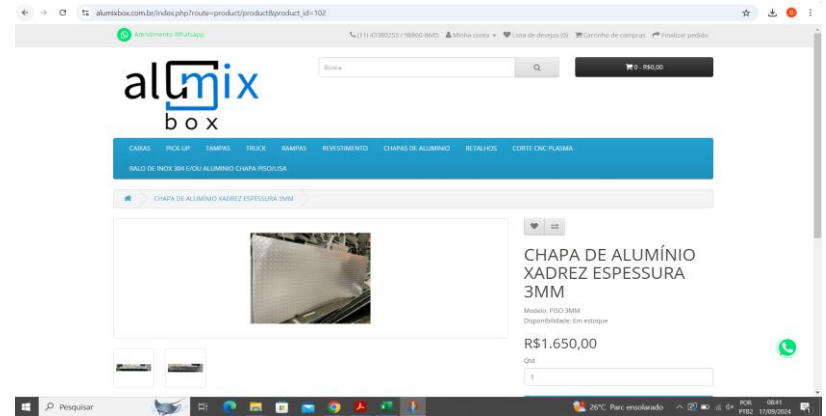 alumixbox.com.br/index.php?route=product/product&product_id=102
Atendimento Whatsapp
(11) 43380253 / 98860-8645 Minha conta Lista de desejos (0) Carrinho de compras Finalizar pedido
alumix
box
Busca
0 - R$0,00
CAIXAS PICK-UP TAMPAS TRUCK RAMPAS REVESTIMENTO CHAPAS DE ALUMINIO RETALHOS CORTE CNC PLASMA
RALO DE INOX 304 E/OU ALUMINIO CHAPA PISO/LISA
CHAPA DE ALUMÍNIO XADREZ ESPESSURA 3MM
CHAPA DE ALUMÍNIO
XADREZ ESPESSURA
3MM
Modelo: PISO 3MM
Disponibilidade: Em estoque
R$1.650,00
Qtd
1
Pesquisar
26°C Parc ensolarado
POR
PTB2
08:41
17/09/2024